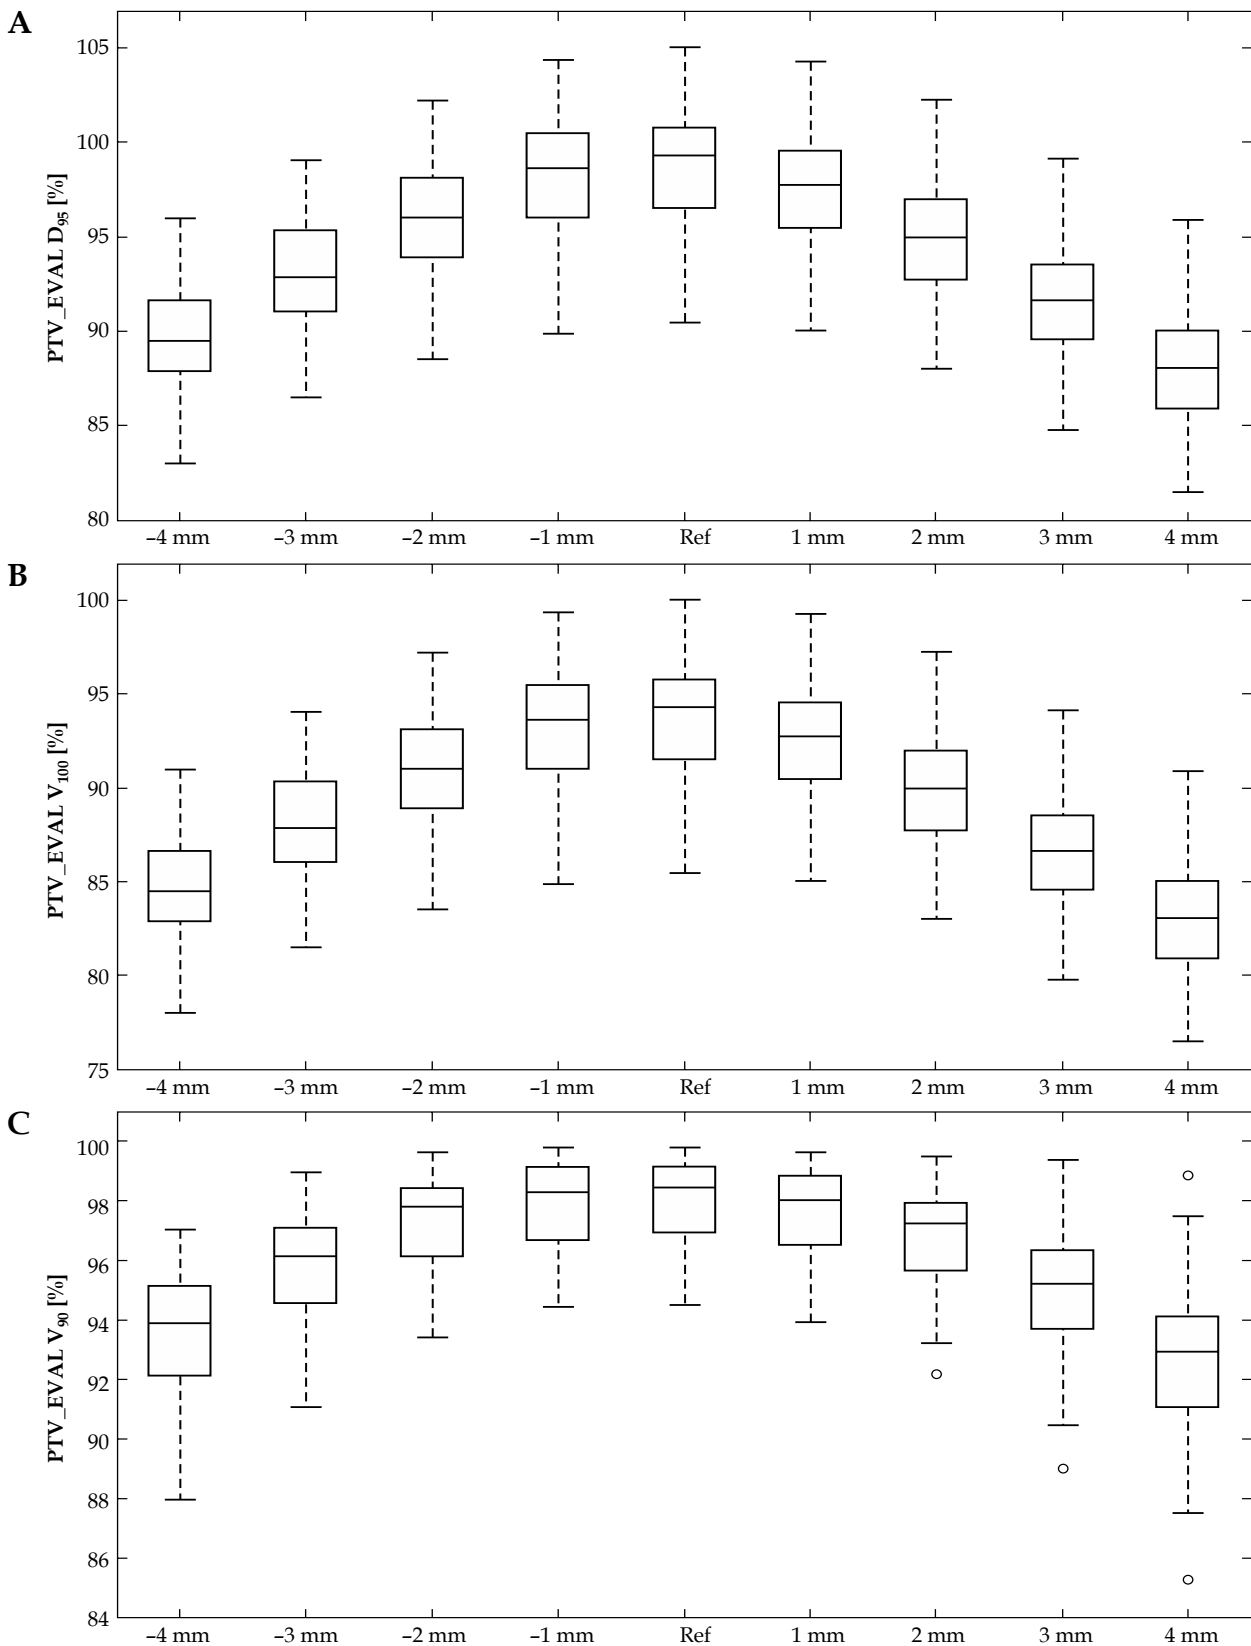 A
PTV_EVAL D95 [%]
105
100
95
90
85
80
–4 mm –3 mm –2 mm –1 mm Ref 1 mm 2 mm 3 mm 4 mm
B
PTV_EVAL V100 [%]
100
95
90
85
80
75
–4 mm –3 mm –2 mm –1 mm Ref 1 mm 2 mm 3 mm 4 mm
C
PTV_EVAL V90 [%]
100
98
96
94
92
90
88
86
84
–4 mm –3 mm –2 mm –1 mm Ref 1 mm 2 mm 3 mm 4 mm